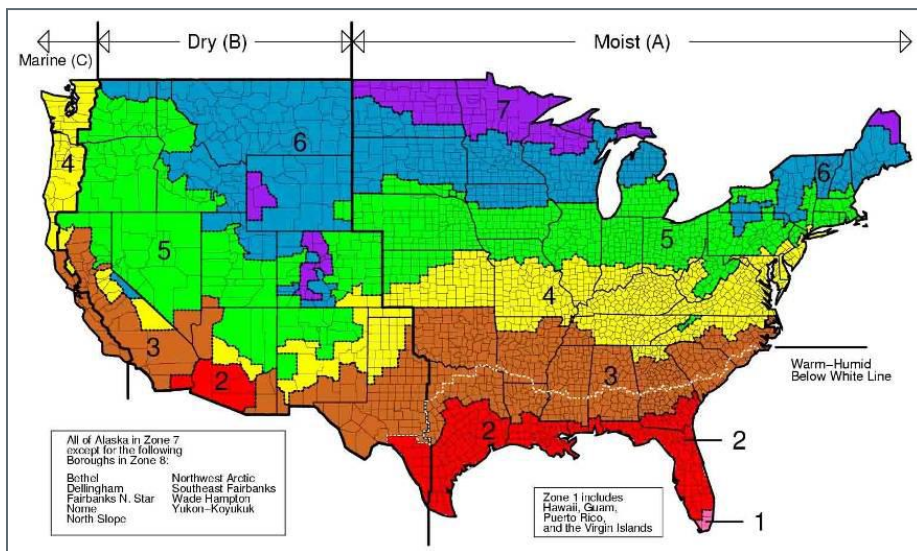 Dry (B)
Moist (A)
Marine (C)
7
6
6
4
5
5
4
3
3
2
2
Warm-Humid
Below White Line
2
1
All of Alaska in Zone 7
except for the following
Boroughs in Zone 8:
Bethel
Dellingham
Fairbanks N. Star
Nome
North Slope
Northwest Arctic
Southeast Fairbanks
Wade Hampton
Yukon-Koyukuk
Zone 1 includes
Hawaii, Guam,
Puerto Rico,
and the Virgin Islands